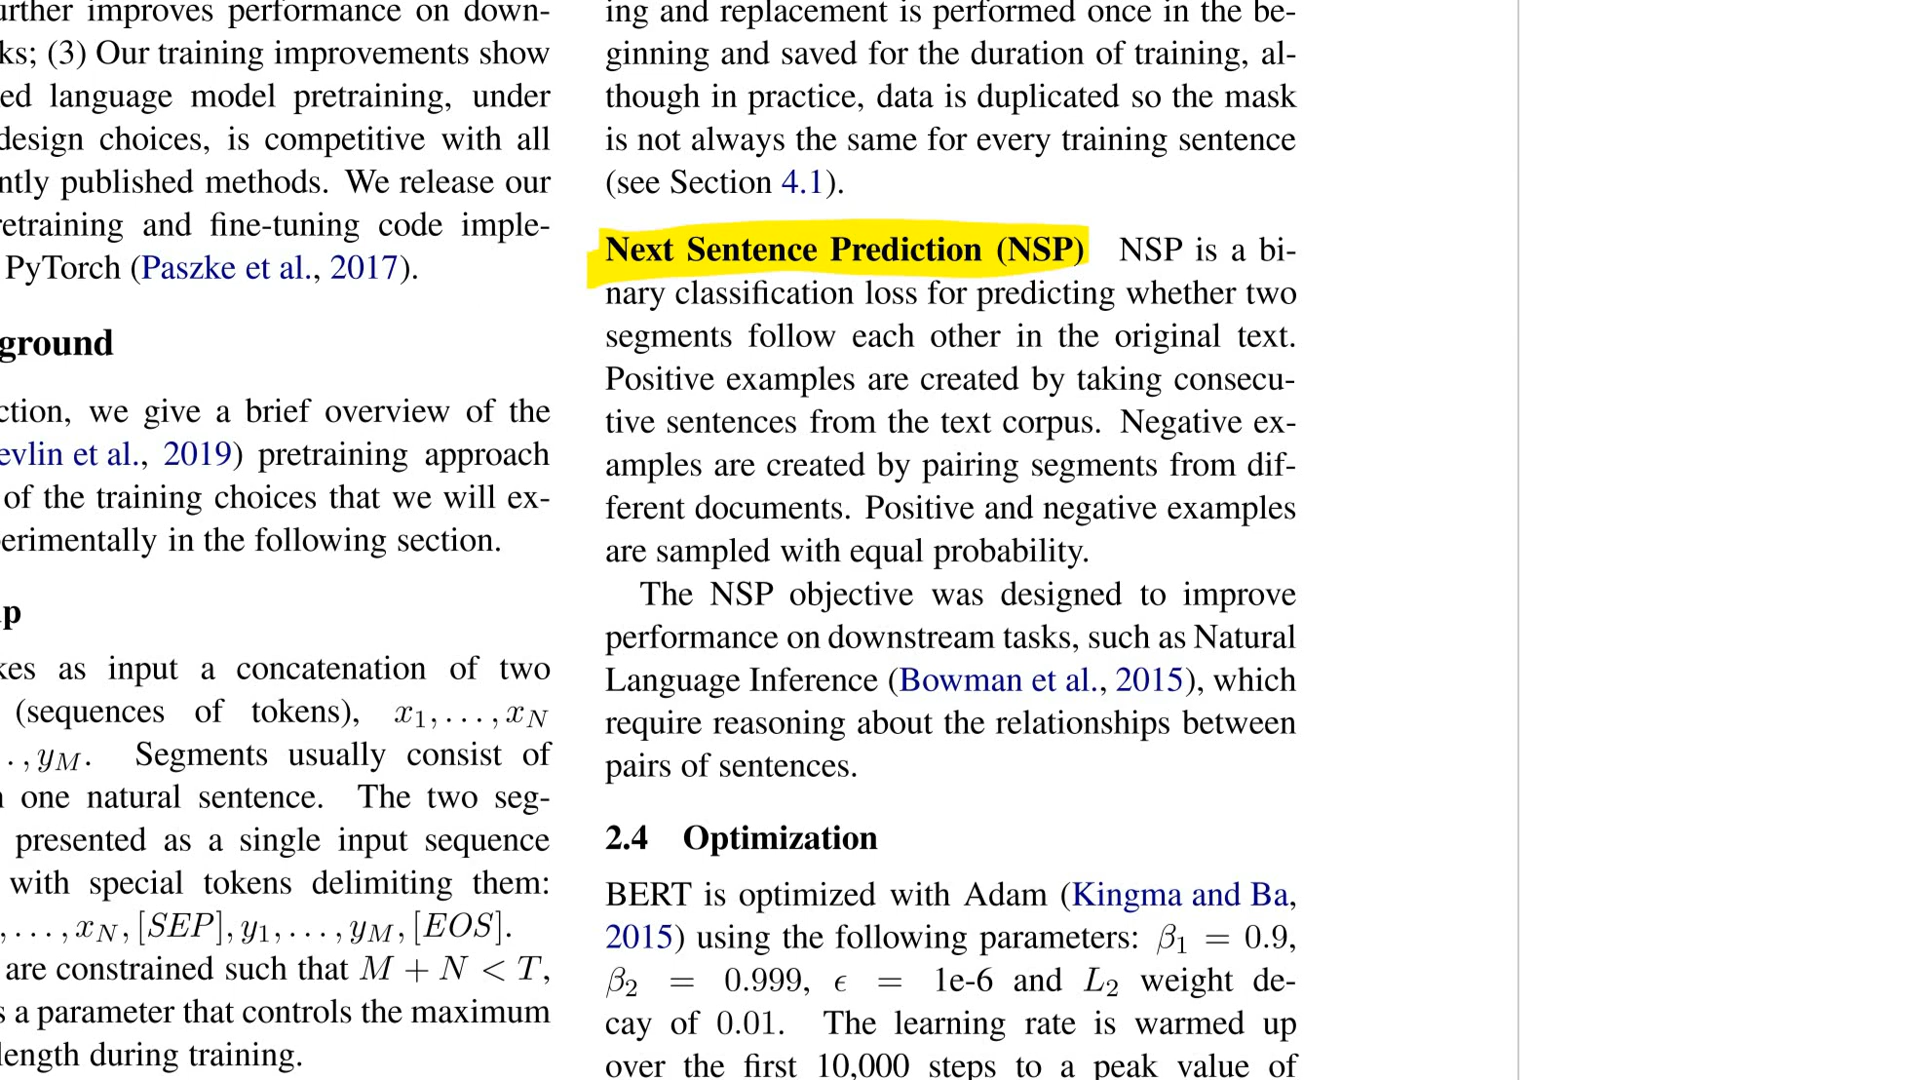 urther improves performance on down-
ks; (3) Our training improvements show
ed language model pretraining, under
design choices, is competitive with all
ntly published methods. We release our
retraining and fine-tuning code imple-
PyTorch (Paszke et al., 2017).
ground
ction, we give a brief overview of the
evlin et al., 2019) pretraining approach
of the training choices that we will ex-
erimentally in the following section.
p
kes as input a concatenation of two
(sequences of tokens), x1, . . . , xN
. , yM. Segments usually consist of
n one natural sentence. The two seg-
presented as a single input sequence
with special tokens delimiting them:
, . . . , xN, [SEP], y1, . . . , yM, [EOS].
are constrained such that M + N < T,
s a parameter that controls the maximum
length during training.
ing and replacement is performed once in the be-
ginning and saved for the duration of training, al-
though in practice, data is duplicated so the mask
is not always the same for every training sentence
(see Section 4.1).
Next Sentence Prediction (NSP) NSP is a bi-
nary classification loss for predicting whether two
segments follow each other in the original text.
Positive examples are created by taking consecu-
tive sentences from the text corpus. Negative ex-
amples are created by pairing segments from dif-
ferent documents. Positive and negative examples
are sampled with equal probability.
The NSP objective was designed to improve
performance on downstream tasks, such as Natural
Language Inference (Bowman et al., 2015), which
require reasoning about the relationships between
pairs of sentences.
2.4 Optimization
BERT is optimized with Adam (Kingma and Ba,
2015) using the following parameters: β1 = 0.9,
β2 = 0.999, ϵ = 1e-6 and L2 weight de-
cay of 0.01. The learning rate is warmed up
over the first 10,000 steps to a peak value of